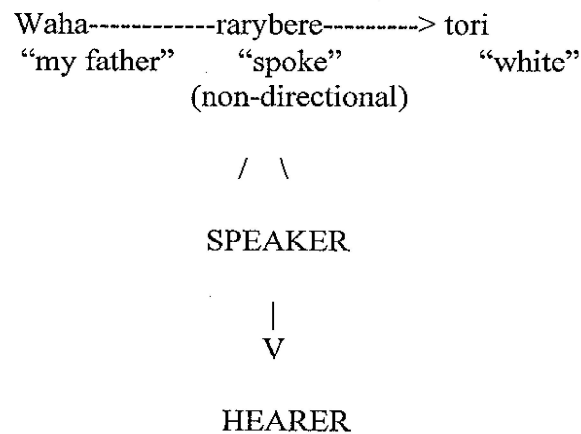 Waha------------rarybere---------> tori
“my father” “spoke” “white”
(non-directional)
/ \
SPEAKER
|
V
HEARER